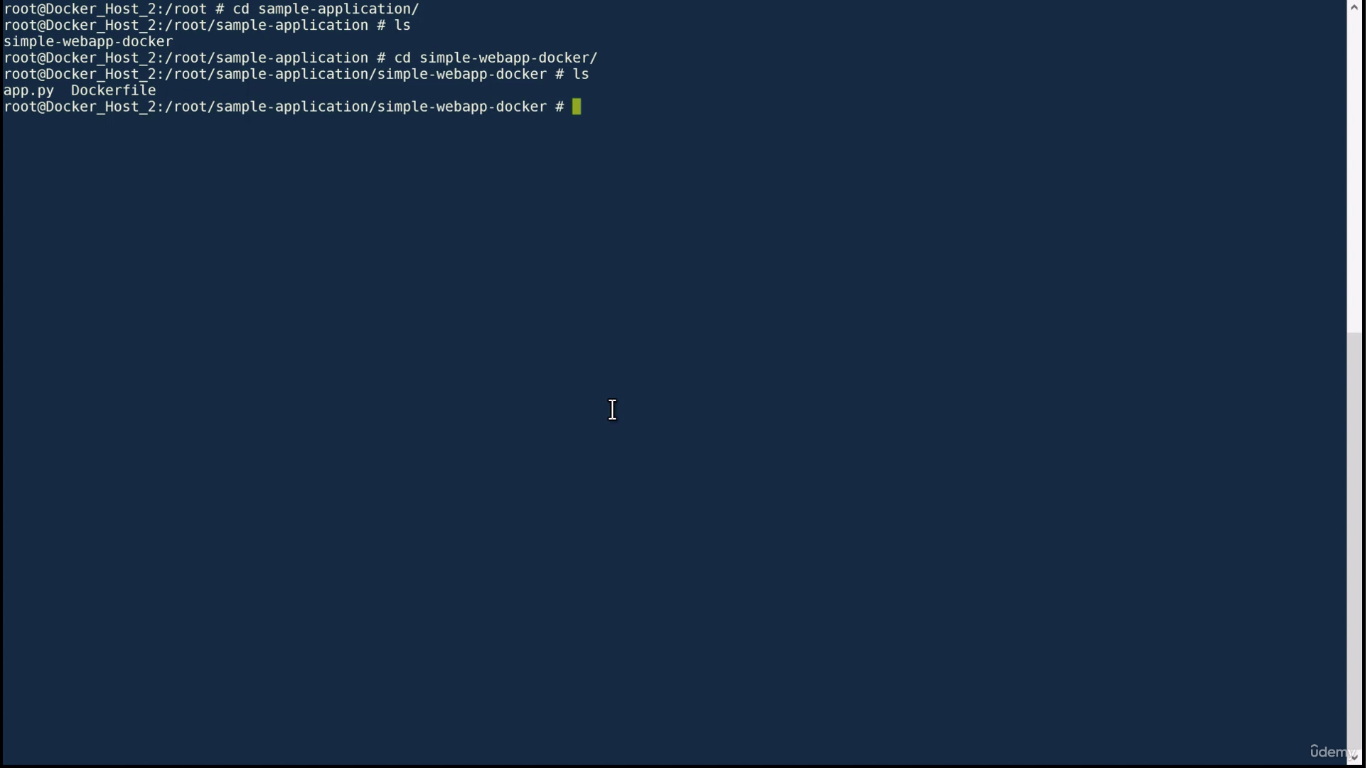 root@Docker_Host_2:/root # cd sample-application/
root@Docker_Host_2:/root/sample-application # ls
simple-webapp-docker
root@Docker_Host_2:/root/sample-application # cd simple-webapp-docker/
root@Docker_Host_2:/root/sample-application/simple-webapp-docker # ls
app.py  Dockerfile
root@Docker_Host_2:/root/sample-application/simple-webapp-docker #
ûdemy